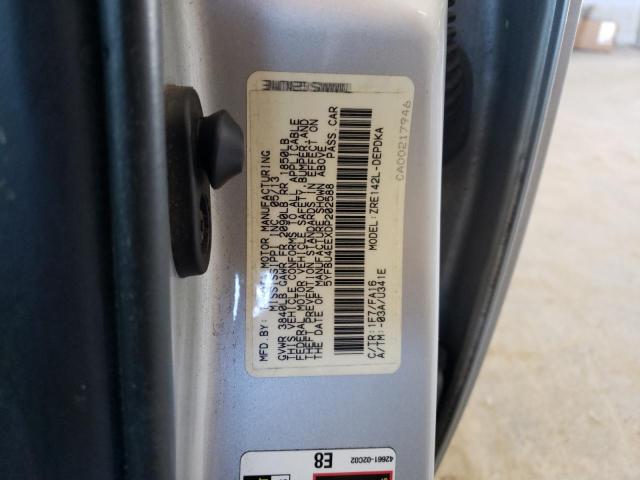 MFD. BY: MOTOR MANUFACTURING
MISSISSIPPI INC. 05/13
GVWR 3840LB GAWR FR 2090LB RR 1850LB
THIS VEHICLE CONFORMS TO ALL APPLICABLE
FEDERAL MOTOR VEHICLE SAFETY, BUMPER, AND
THEFT PREVENTION STANDARDS IN EFFECT ON
THE DATE OF MANUFACTURE SHOWN ABOVE.
5YFBU4EEXDP202588 PASS CAR
MODEL: ZRE142L-DEPDKA
C/TR: 1F7/FA16
A/TM: -03A/U341E
CA00217946
42661-02C02
E8